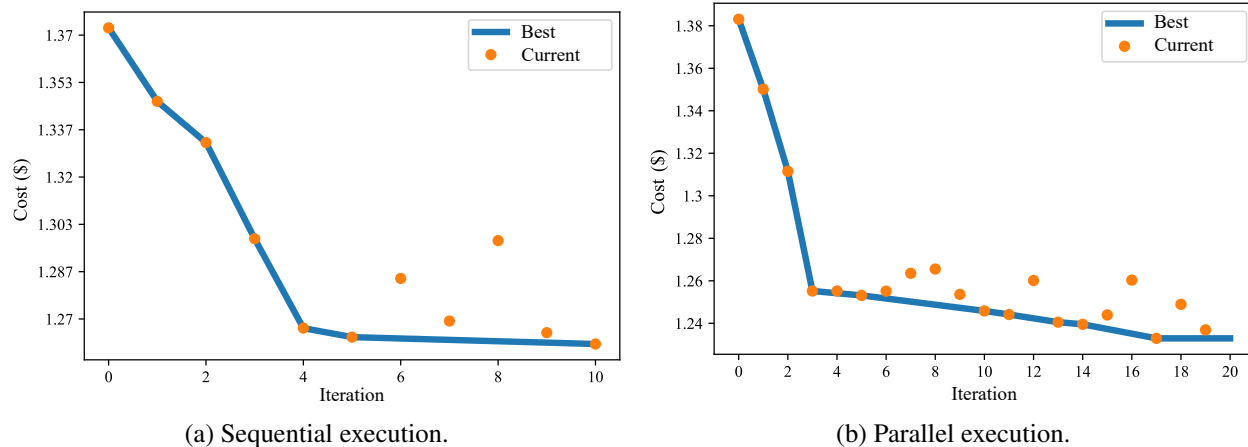 1.37
1.353
1.337
1.32
1.303
1.287
1.27
Cost ($)
0 2 4 6 8 10
Iteration
Best
Current
(a) Sequential execution.
1.38
1.36
1.34
1.32
1.3
1.28
1.26
1.24
Cost ($)
0 2 4 6 8 10 12 14 16 18 20
Iteration
Best
Current
(b) Parallel execution.